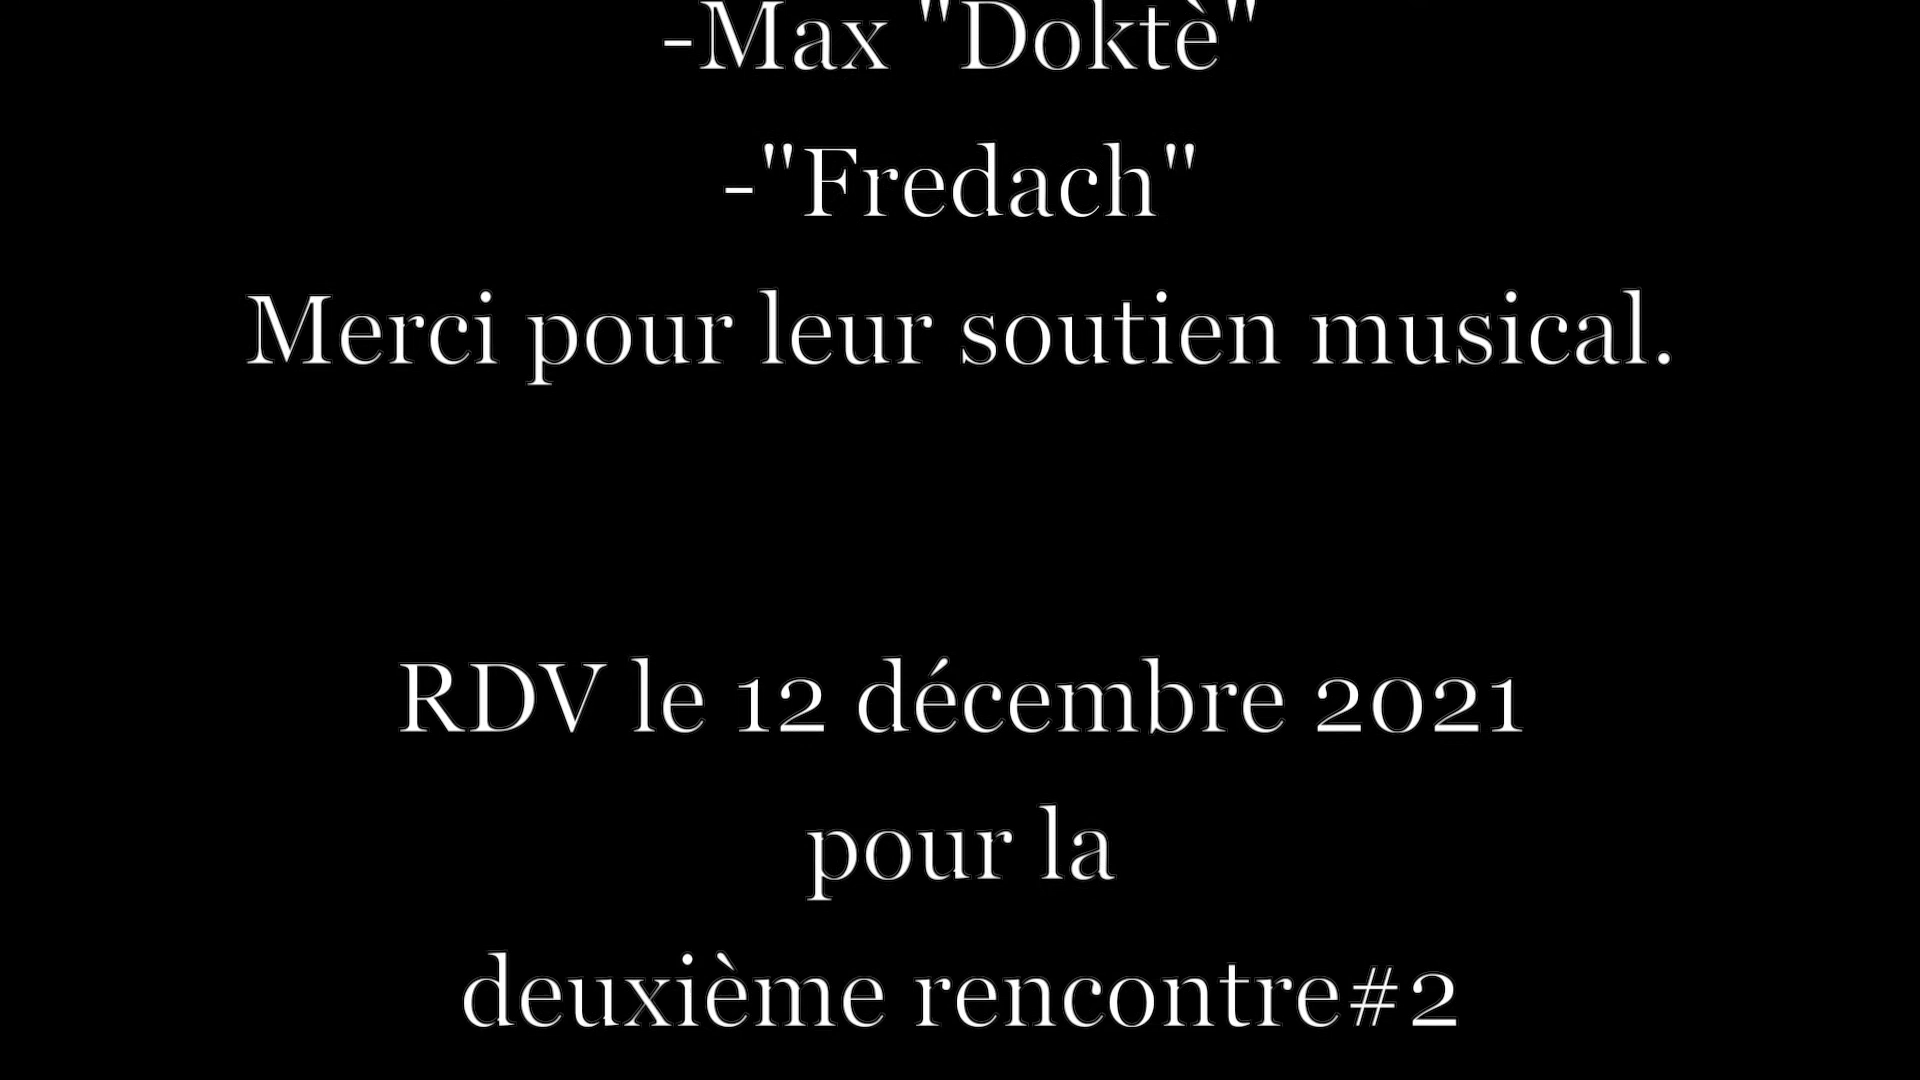 -Max "Doktè"
-"Fredach"
Merci pour leur soutien musical.
RDV le 12 décembre 2021
pour la
deuxième rencontre#2